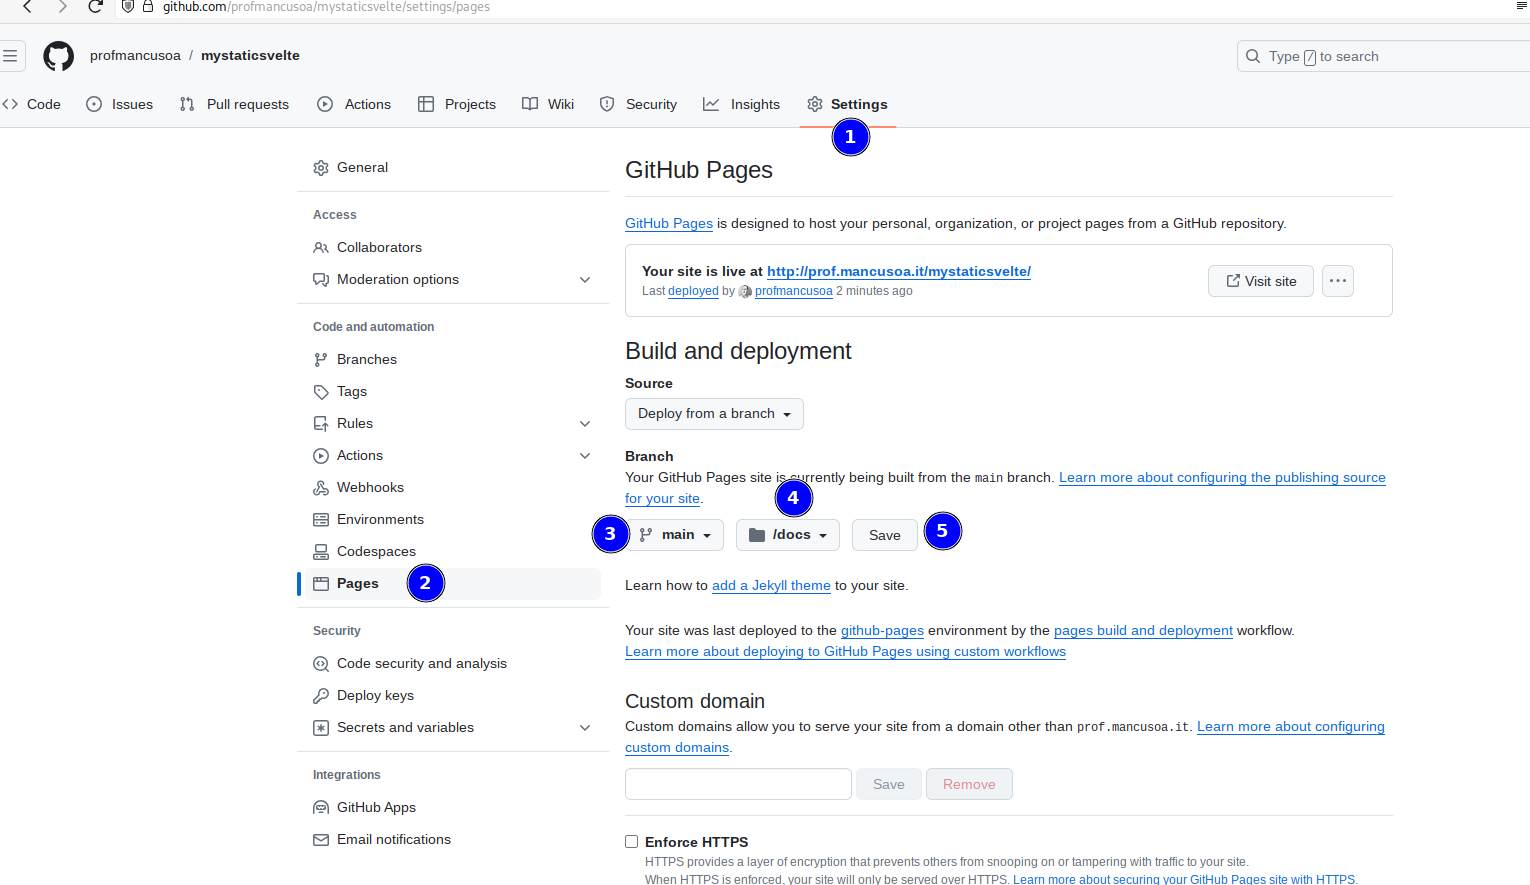 github.com/profmancusoa/mystaticsvelte/settings/pages
profmancusoa / mystaticsvelte
Type / to search
Code Issues Pull requests Actions Projects Wiki Security Insights Settings
1
General
Access
Collaborators
Moderation options
Code and automation
Branches
Tags
Rules
Actions
Webhooks
Environments
Codespaces
Pages 2
Security
Code security and analysis
Deploy keys
Secrets and variables
Integrations
GitHub Apps
Email notifications
GitHub Pages
GitHub Pages is designed to host your personal, organization, or project pages from a GitHub repository.
Your site is live at http://prof.mancusoa.it/mystaticsvelte/
Last deployed by profmancusoa 2 minutes ago
Visit site
Build and deployment
Source
Deploy from a branch
Branch
Your GitHub Pages site is currently being built from the main branch. Learn more about configuring the publishing source
for your site.
4
3 main /docs Save 5
Learn how to add a Jekyll theme to your site.
Your site was last deployed to the github-pages environment by the pages build and deployment workflow.
Learn more about deploying to GitHub Pages using custom workflows
Custom domain
Custom domains allow you to serve your site from a domain other than prof.mancusoa.it. Learn more about configuring
custom domains.
Save Remove
Enforce HTTPS
HTTPS provides a layer of encryption that prevents others from snooping on or tampering with traffic to your site.
When HTTPS is enforced, your site will only be served over HTTPS. Learn more about securing your GitHub Pages site with HTTPS.